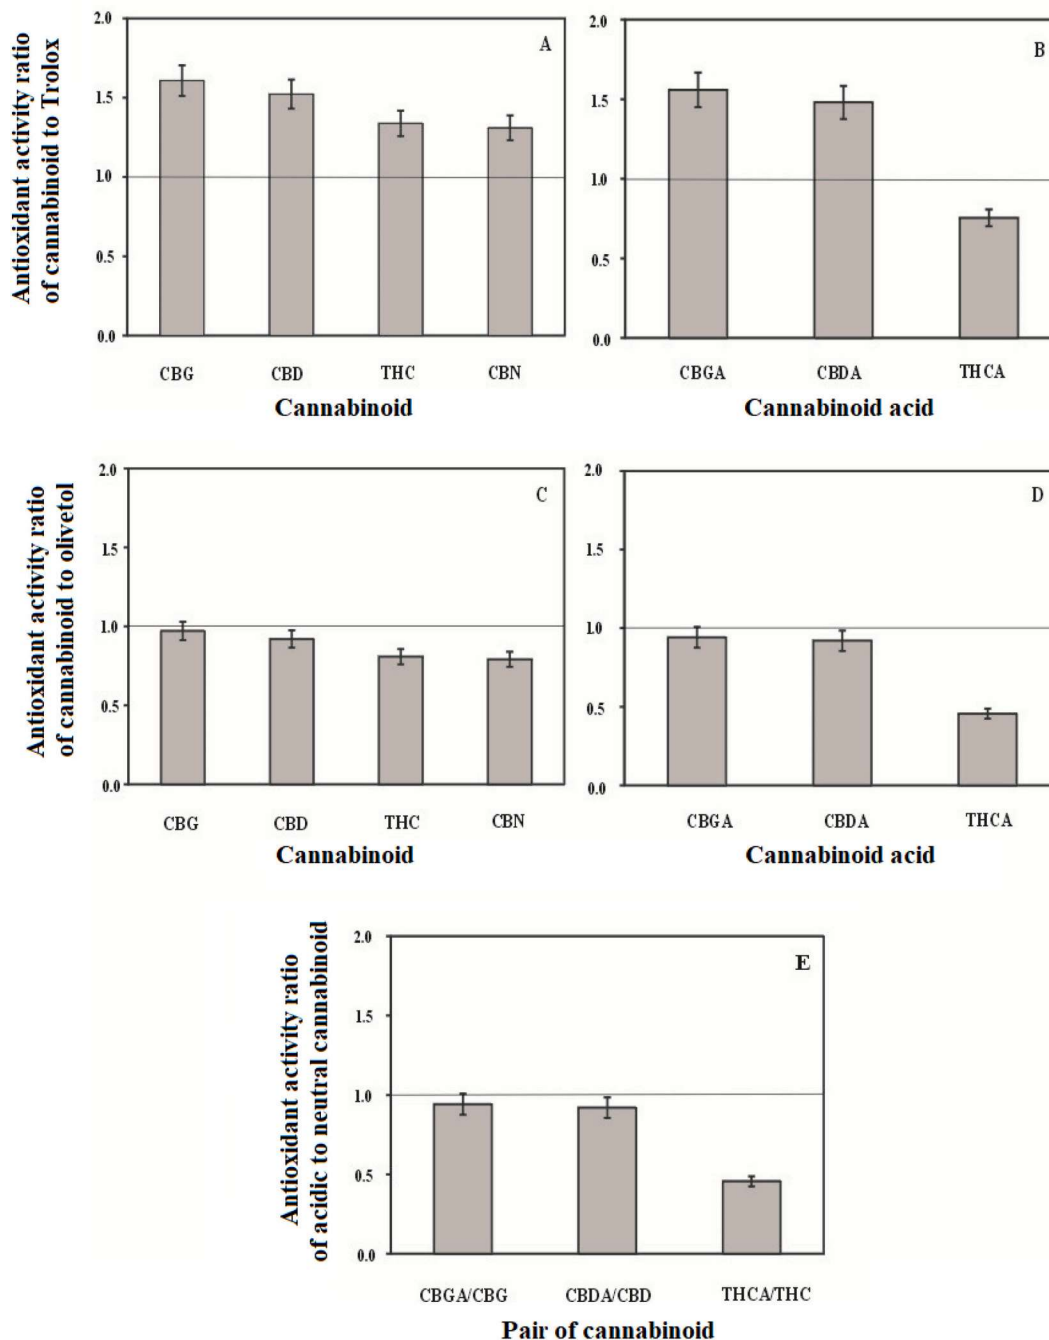 Antioxidant activity ratio
of cannabinoid to Trolox
2.0
1.5
1.0
0.5
0.0
A
CBG
CBD
THC
CBN
Cannabinoid
2.0
1.5
1.0
0.5
0.0
B
CBGA
CBDA
THCA
Cannabinoid acid
Antioxidant activity ratio
of cannabinoid to olivetol
2.0
1.5
1.0
0.5
0.0
C
CBG
CBD
THC
CBN
Cannabinoid
2.0
1.5
1.0
0.5
0.0
D
CBGA
CBDA
THCA
Cannabinoid acid
Antioxidant activity ratio
of acidic to neutral cannabinoid
2.0
1.5
1.0
0.5
0.0
E
CBGA/CBG
CBDA/CBD
THCA/THC
Pair of cannabinoid